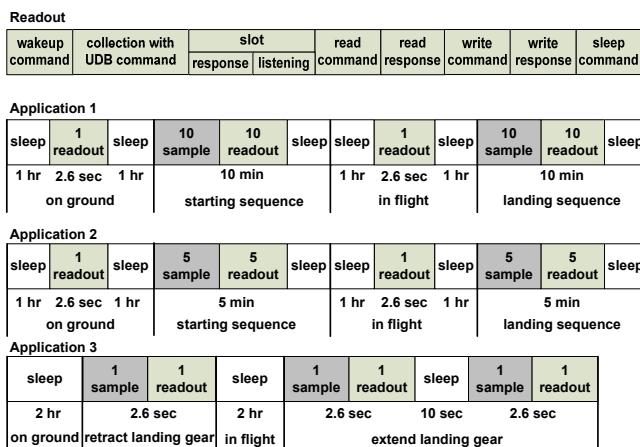 Readout
wakeup command collection with UDB command slot response listening read command read response write command write response sleep command
Application 1
sleep 1 readout sleep 10 sample 10 readout sleep sleep 1 readout sleep 10 sample 10 readout sleep
1 hr 2.6 sec 1 hr 10 min 1 hr 2.6 sec 1 hr 10 min
on ground starting sequence in flight landing sequence
Application 2
sleep 1 readout sleep 5 sample 5 readout sleep sleep 1 readout sleep 5 sample 5 readout sleep
1 hr 2.6 sec 1 hr 5 min 1 hr 2.6 sec 1 hr 5 min
on ground starting sequence in flight landing sequence
Application 3
sleep 1 sample 1 readout sleep 1 sample 1 readout sleep 1 sample 1 readout
2 hr 2.6 sec 2 hr 2.6 sec 10 sec 2.6 sec
on ground retract landing gear in flight extend landing gear